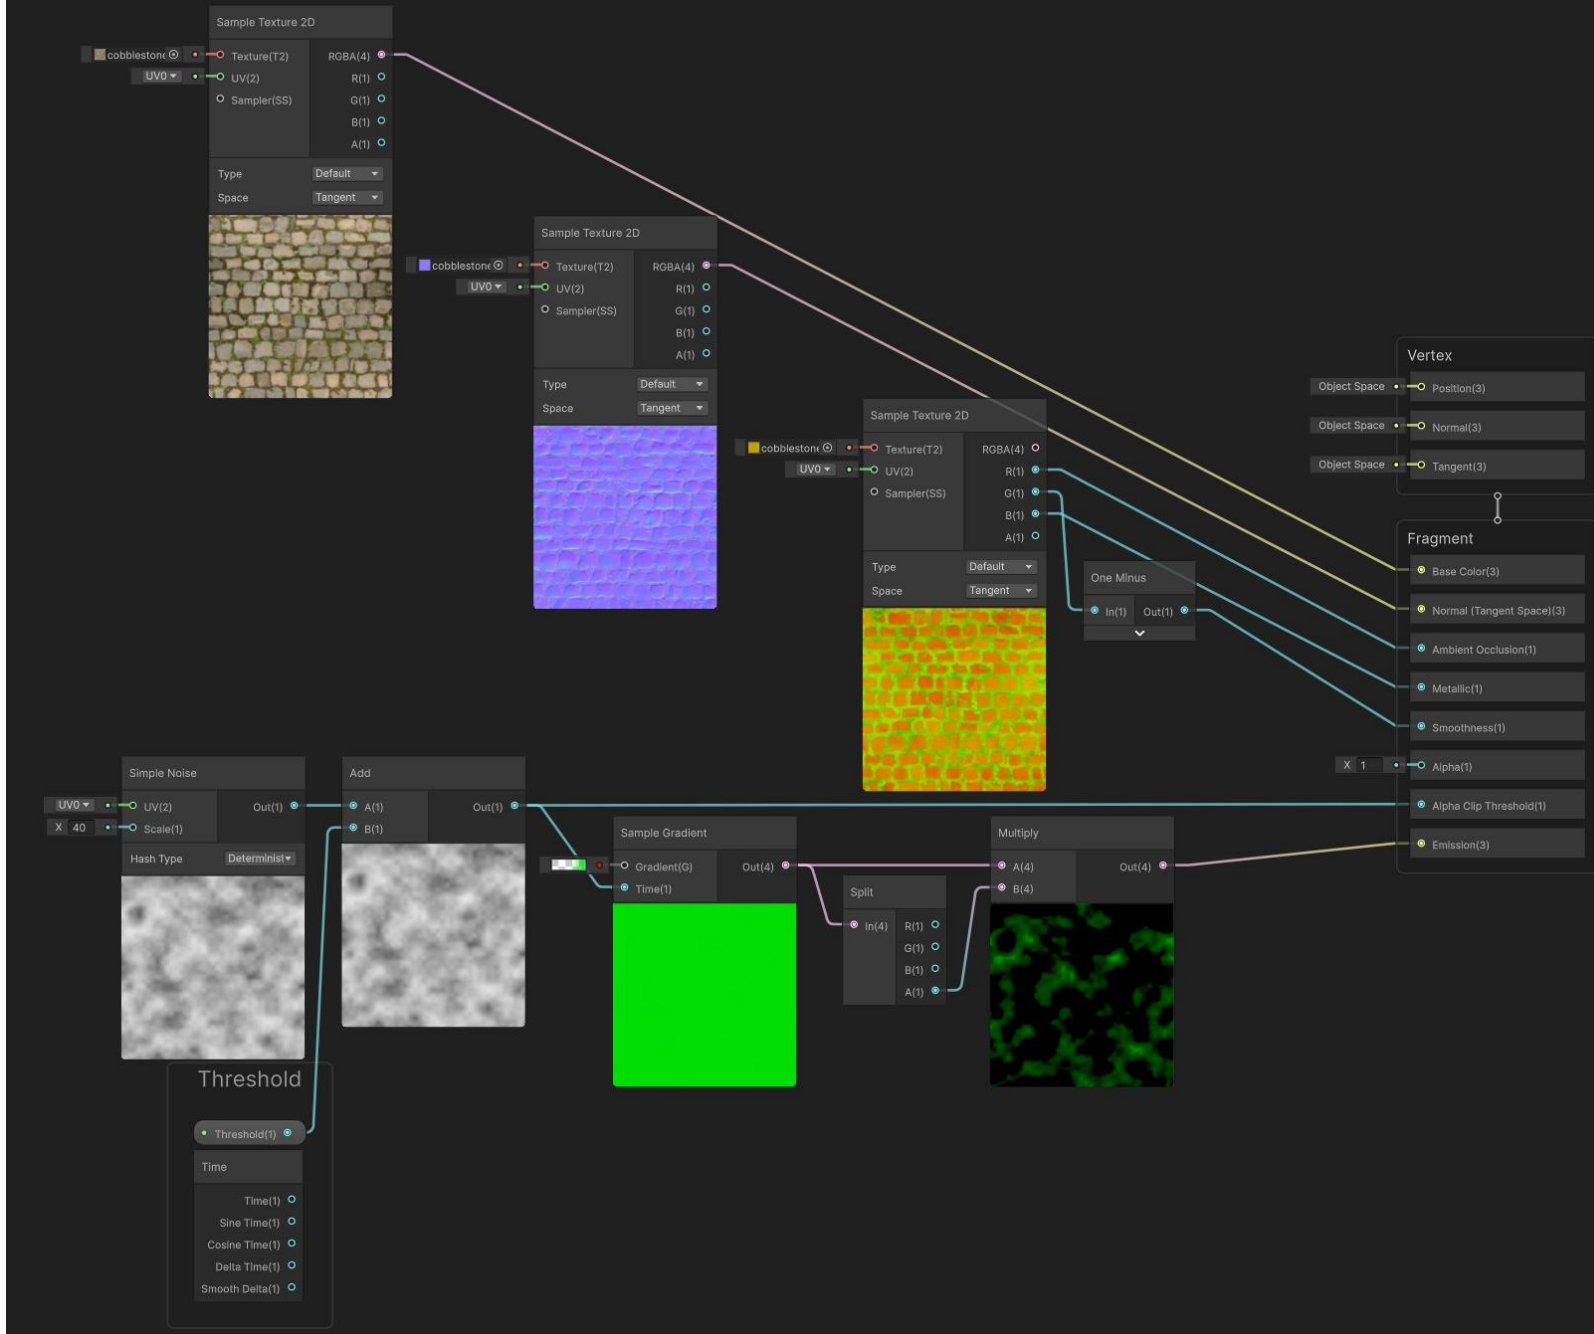 Sample Texture 2D
cobblestone
Texture(T2)
RGBA(4)
UV0
UV(2)
R(1)
Sampler(SS)
G(1)
B(1)
A(1)
Type
Default
Space
Tangent
Sample Texture 2D
cobblestone
Texture(T2)
RGBA(4)
UV0
UV(2)
R(1)
Sampler(SS)
G(1)
B(1)
A(1)
Type
Default
Space
Tangent
Sample Texture 2D
cobblestone
Texture(T2)
RGBA(4)
UV0
UV(2)
R(1)
Sampler(SS)
G(1)
B(1)
A(1)
Type
Default
Space
Tangent
One Minus
In(1)
Out(1)
Vertex
Object Space
Position(3)
Object Space
Normal(3)
Object Space
Tangent(3)
Fragment
Base Color(3)
Normal (Tangent Space)(3)
Ambient Occlusion(1)
Metallic(1)
Smoothness(1)
X 1
Alpha(1)
Alpha Clip Threshold(1)
Emission(3)
Simple Noise
UV0
UV(2)
Out(1)
X 40
Scale(1)
Hash Type
Determinist
Add
A(1)
Out(1)
B(1)
Sample Gradient
Gradient(G)
Out(4)
Time(1)
Split
In(4)
R(1)
G(1)
B(1)
A(1)
Multiply
A(4)
Out(4)
B(4)
Threshold
Threshold(1)
Time
Time(1)
Sine Time(1)
Cosine Time(1)
Delta Time(1)
Smooth Delta(1)